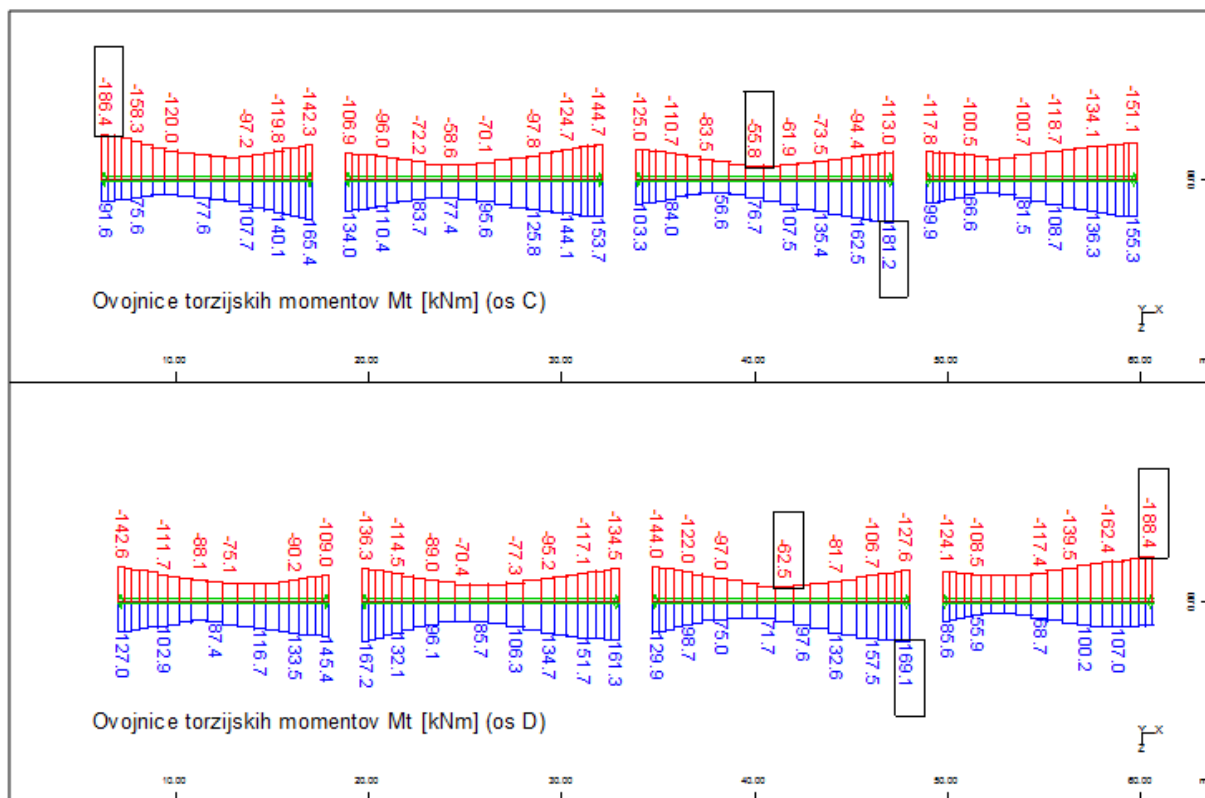 -186.4 -158.3 -120.0 -97.2 -119.8 -142.3 -106.9 -96.0 -72.2 -58.6 -70.1 -97.8 -124.7 -144.7 -125.0 -110.7 -83.5 -55.8 -61.9 -73.5 -94.4 -113.0 -117.8 -100.5 -100.7 -118.7 -134.1 -151.1
91.6 75.6 77.6 107.7 140.1 165.4 134.0 110.4 83.7 77.4 95.6 125.8 144.1 153.7 103.3 84.0 56.6 76.7 107.5 135.4 162.5 181.2 99.9 66.6 81.5 108.7 136.3 155.3
Ovojnice torzijskih momentov Mt [kNm] (os C)
Y X
Z
10.00 20.00 30.00 40.00 50.00 60.00 m
-142.6 -111.7 -88.1 -75.1 -90.2 -109.0 -136.3 -114.5 -89.0 -70.4 -77.3 -95.2 -117.1 -134.5 -144.0 -122.0 -97.0 -62.5 -81.7 -106.7 -127.6 -124.1 -108.5 -117.4 -139.5 -162.4 -188.4
127.0 102.9 87.4 116.7 133.5 145.4 167.2 132.1 96.1 85.7 106.3 134.7 151.7 161.3 129.9 98.7 75.0 71.7 97.6 132.6 157.5 169.1 85.6 55.9 68.7 100.2 107.0
Ovojnice torzijskih momentov Mt [kNm] (os D)
Y X
Z
10.00 20.00 30.00 40.00 50.00 60.00 m